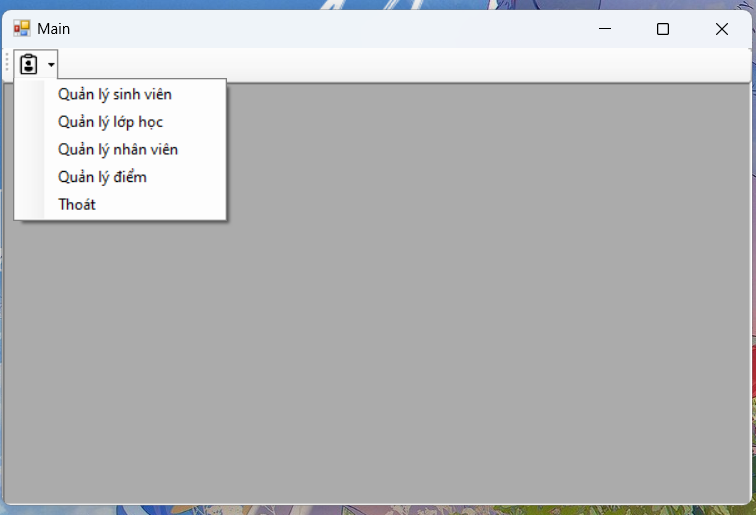 Main
Quản lý sinh viên
Quản lý lớp học
Quản lý nhân viên
Quản lý điểm
Thoát